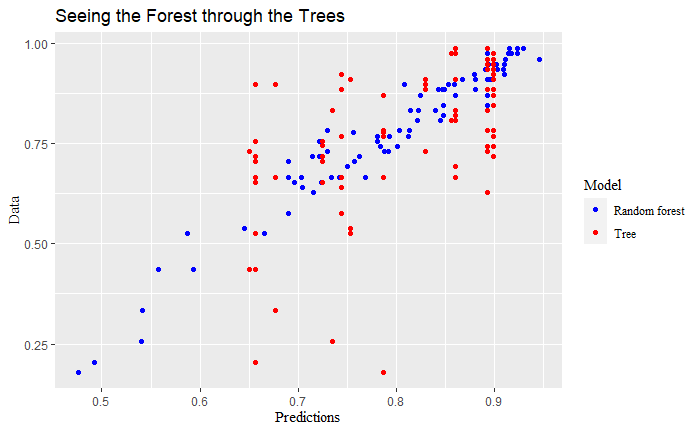 Seeing the Forest through the Trees
1.00
0.75
0.50
0.25
Data
0.5 0.6 0.7 0.8 0.9
Predictions
Model
Random forest
Tree